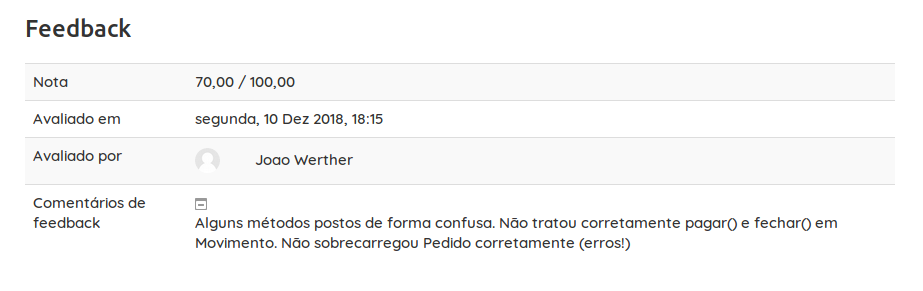 Feedback
Nota 70,00 / 100,00
Avaliado em segunda, 10 Dez 2018, 18:15
Avaliado por Joao Werther
Comentários de feedback
Alguns métodos postos de forma confusa. Não tratou corretamente pagar() e fechar() em
Movimento. Não sobrecarregou Pedido corretamente (erros!)